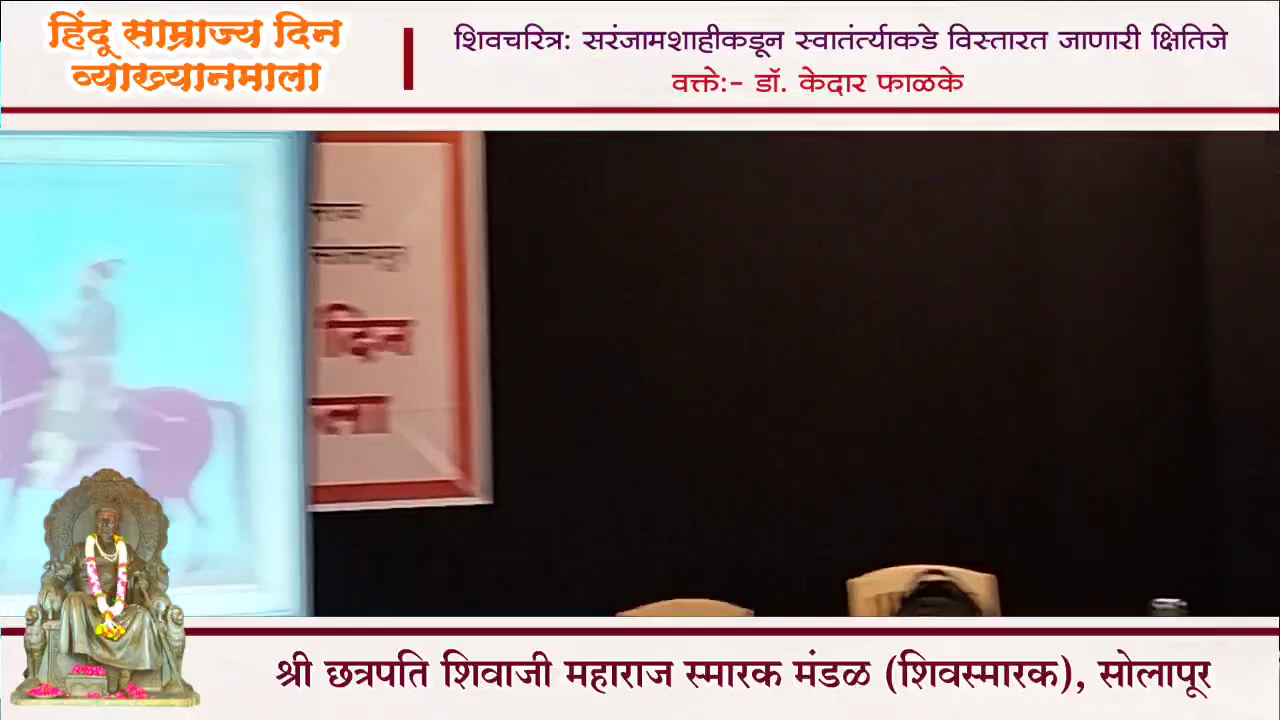 हिंदू साम्राज्य दिन
व्याख्यानमाला
शिवचरित्र: सरंजामशाहीकडून स्वातंर्त्याकडे विस्तारत जाणारी क्षितिजे
वक्ते:- डॉ. केदार फाळके
दिन
श्री छत्रपति शिवाजी महाराज स्मारक मंडळ (शिवस्मारक), सोलापूर